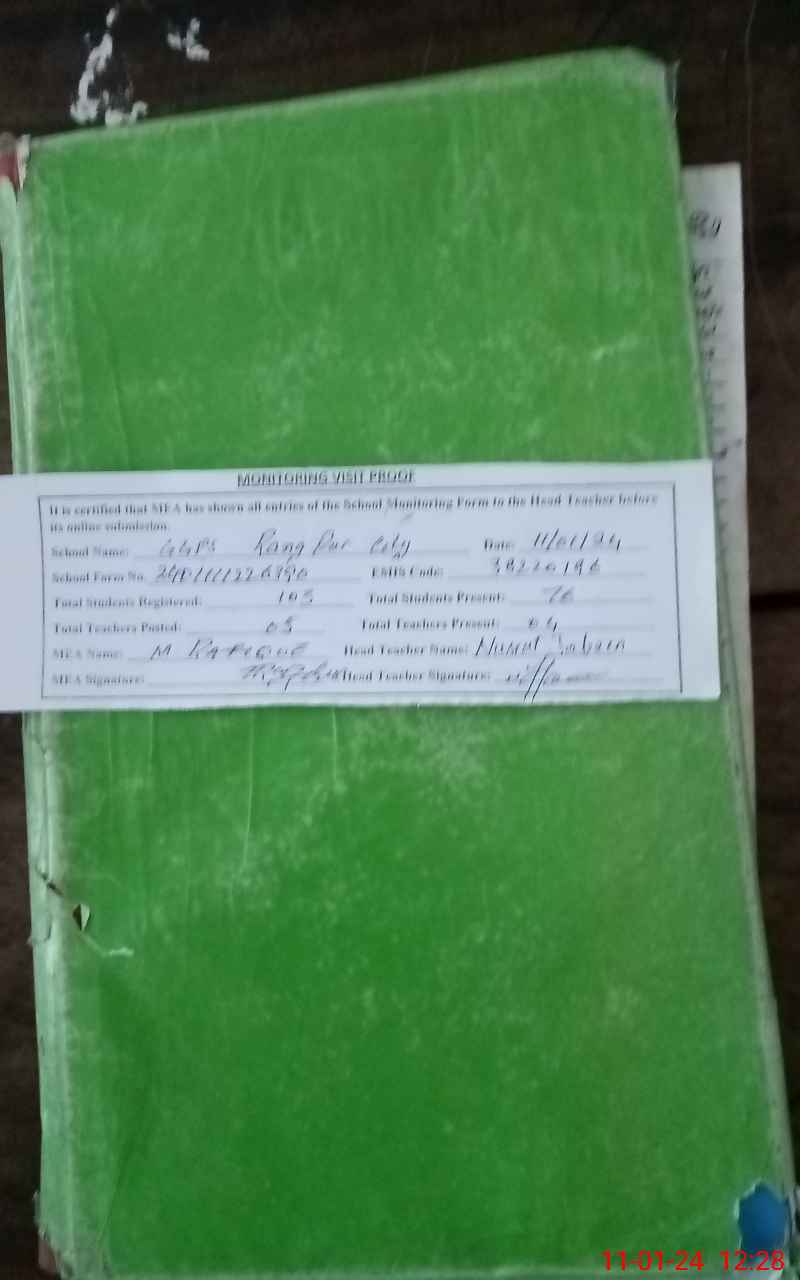 MONITORING VISIT PROOF
It is certified that MEA has shown all entries of the School Monitoring Form to the Head Teacher before
its online submission.
School Name: GGPS Rang Pur City Date: 11/01/24
School Form No. EMIS Code: 38220196
Total Students Registered: 103 Total Students Present: 76
Total Teachers Posted: 05 Total Teachers Present: 04
MEA Name: M RAFIQUE Head Teacher Name:
MEA Signature: Head Teacher Signature:
11-01-24 12:28